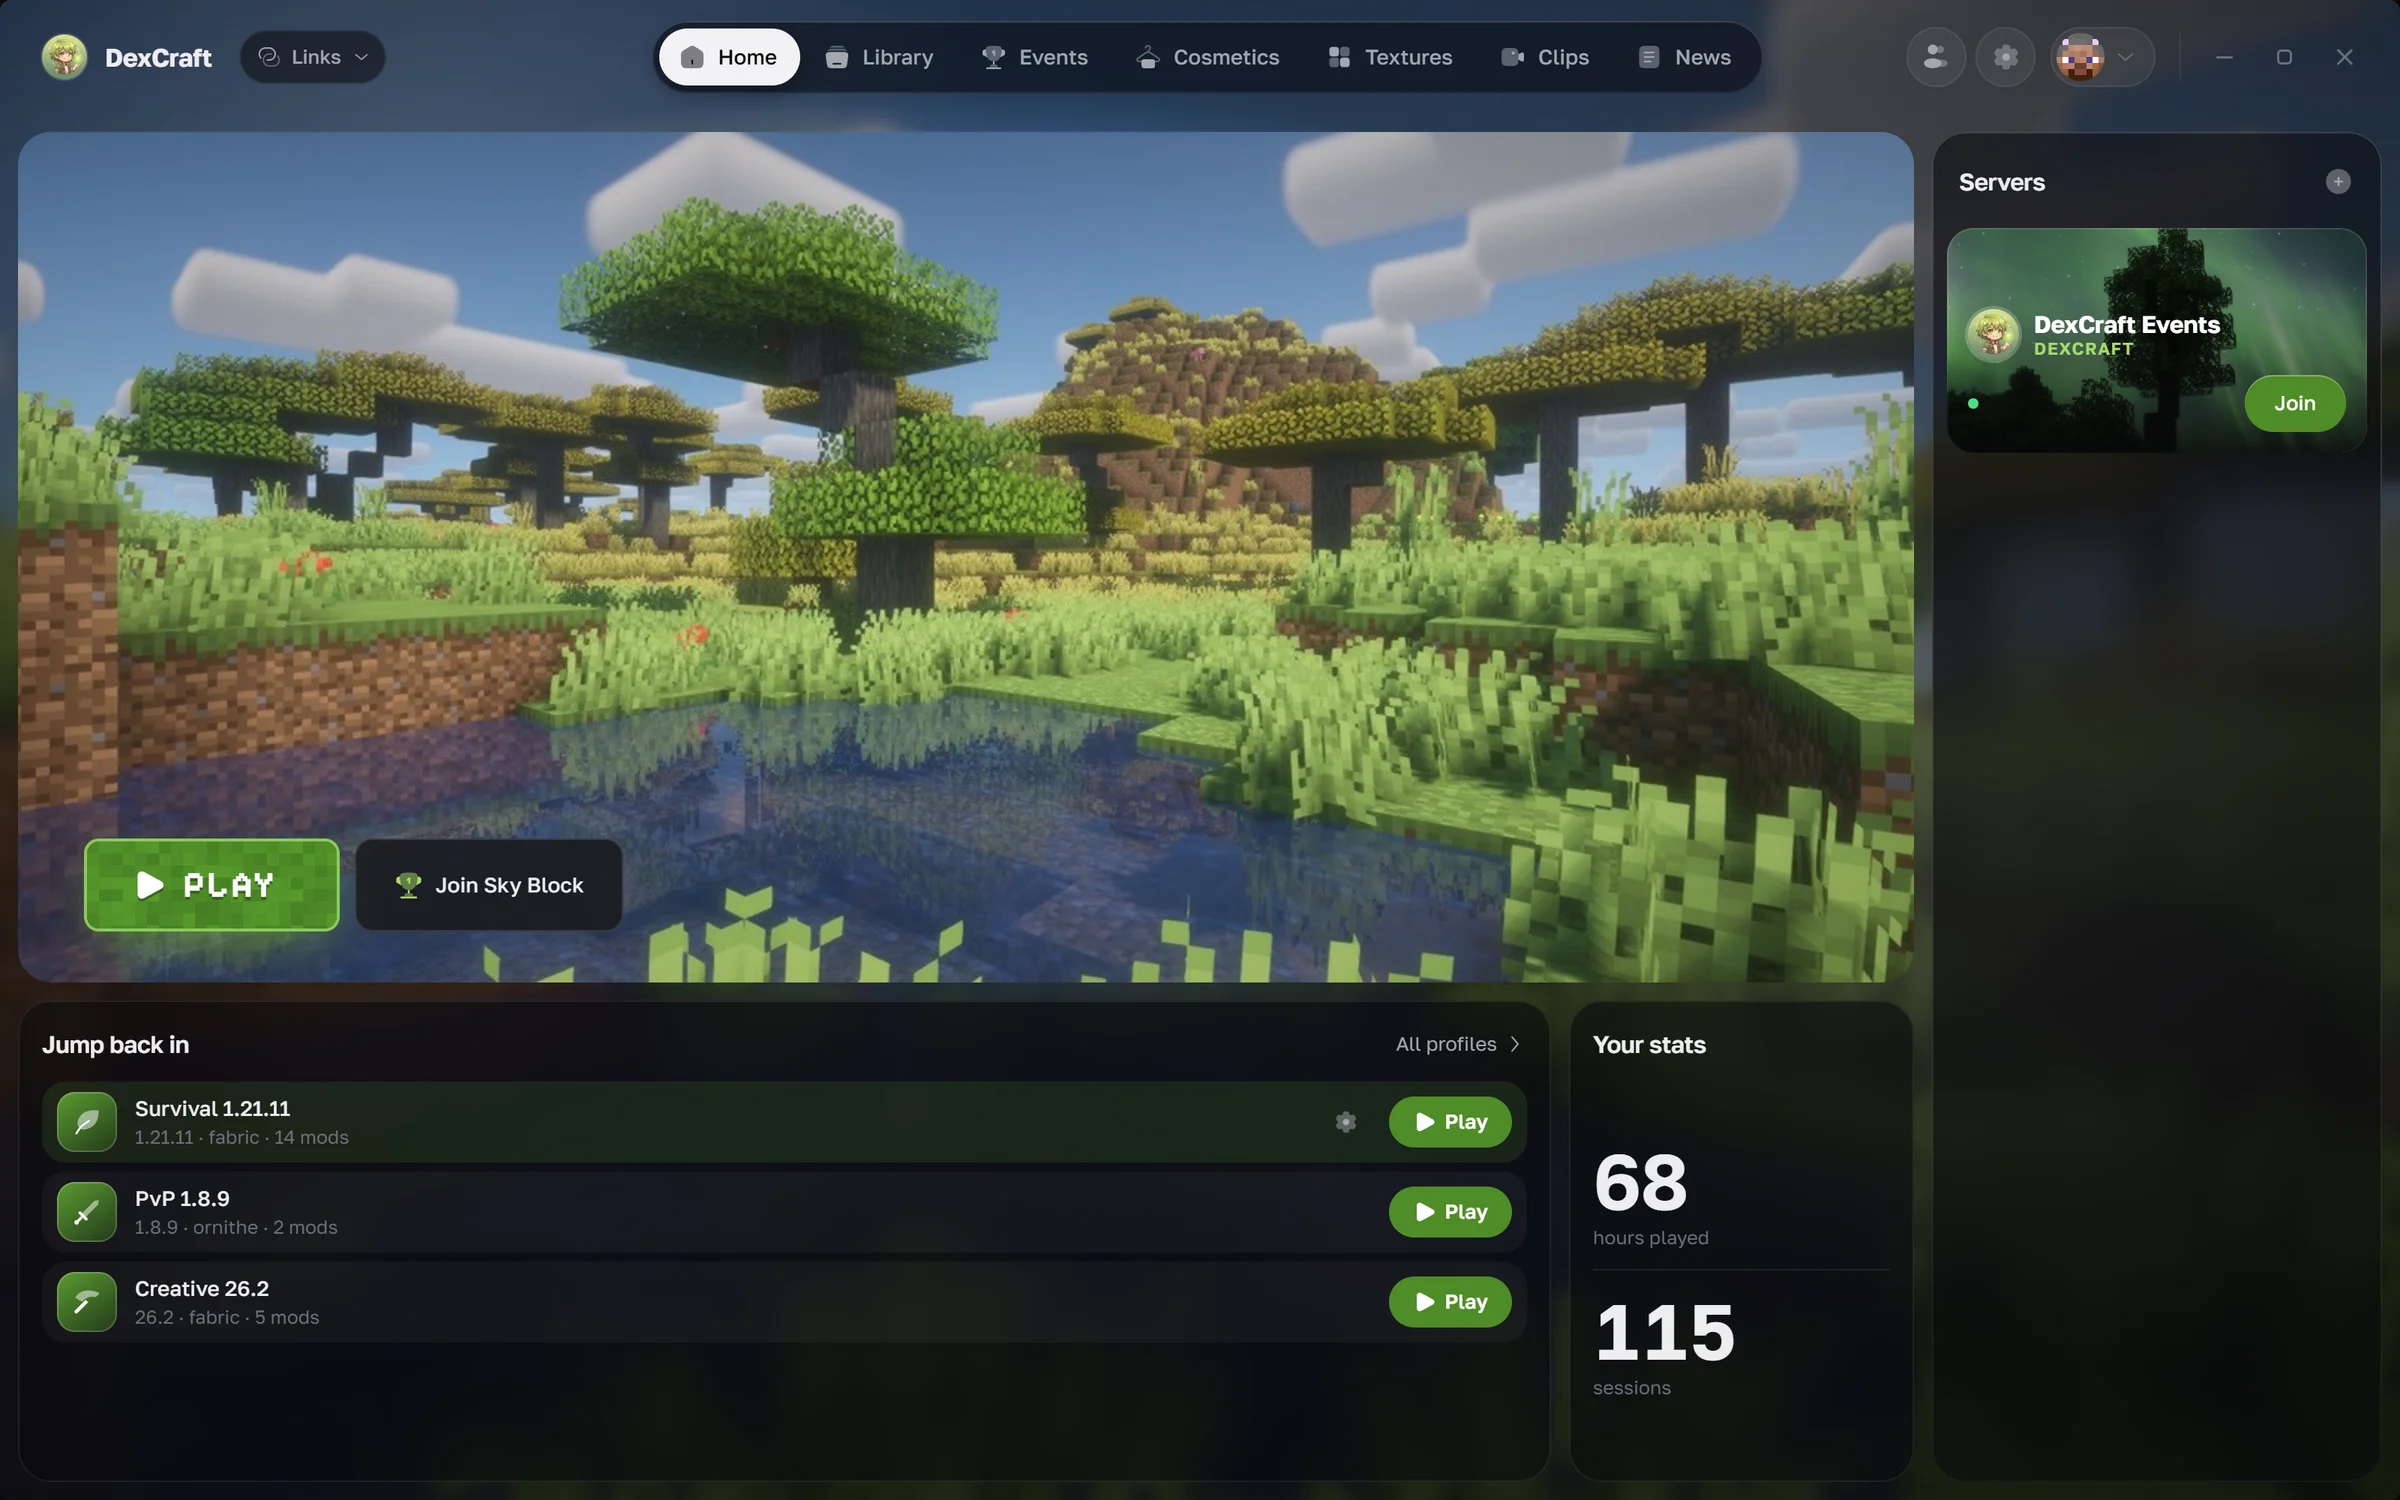 DexCraft
Links
Home
Library
Events
Cosmetics
Textures
Clips
News
Servers
DexCraft Events
DEXCRAFT
Join
PLAY
Join Sky Block
Jump back in
All profiles
Survival 1.21.11
1.21.11 · fabric · 14 mods
Play
PvP 1.8.9
1.8.9 · ornithe · 2 mods
Play
Creative 26.2
26.2 · fabric · 5 mods
Play
Your stats
68
hours played
115
sessions